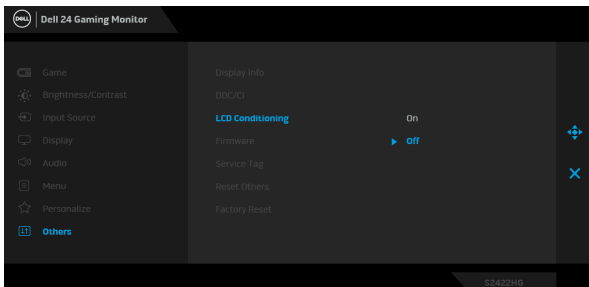 DELL
Dell 24 Gaming Monitor
Game
Brightness/Contrast
Input Source
Display
Audio
Menu
Personalize
Others
Display Info
DDC/CI
LCD Conditioning
On
Firmware
Off
Service Tag
Reset Others
Factory Reset
S2422HG